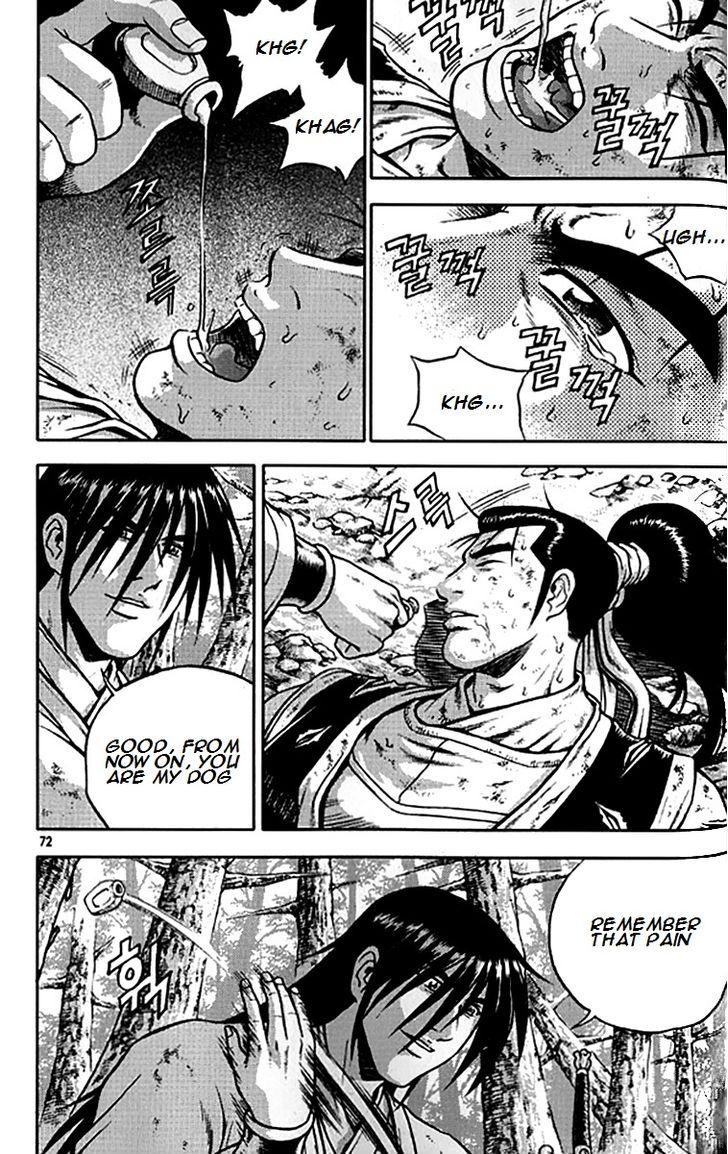 KHG!
KHAG!
쪼
르
륵
꿀
꺽
꿀
꺽
UGH...
꿀
꺽
꿀
꺽
KHG...
스
륵
GOOD, FROM
NOW ON, YOU
ARE MY DOG
72
휙
REMEMBER
THAT PAIN